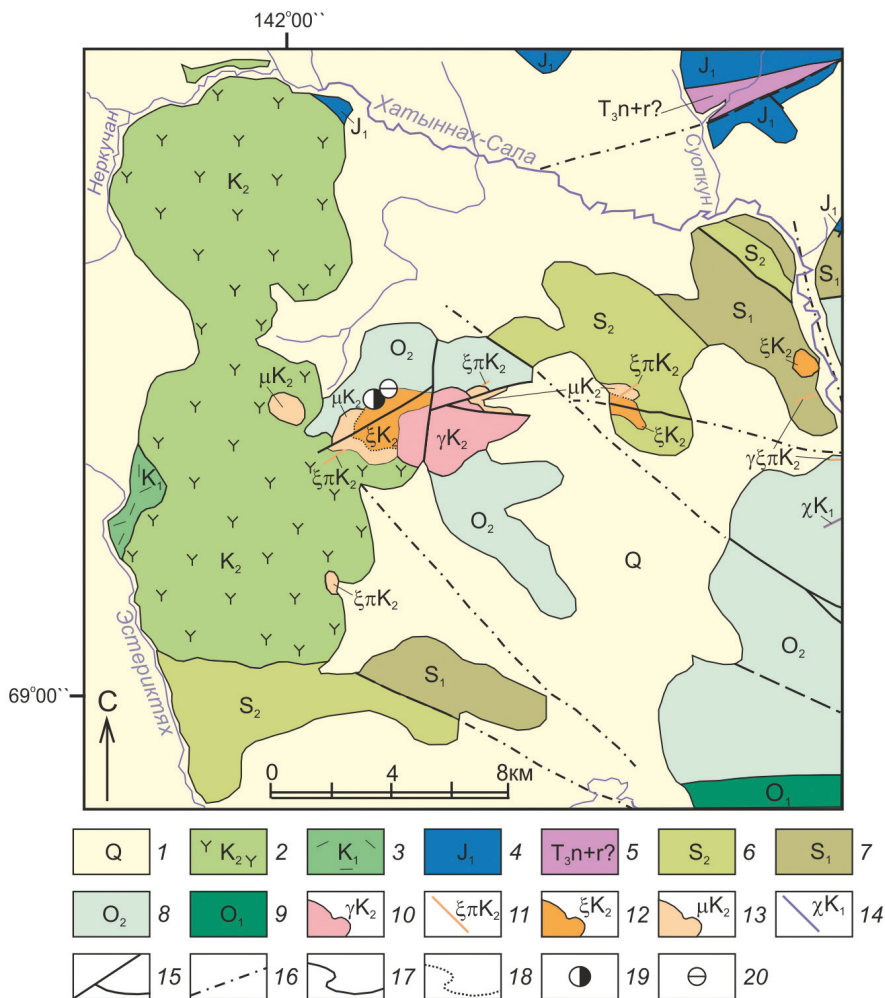 142°00``
J₁
T₃n+r?
J₁
J₁
Хатыннах-Сала
Неркучан
Суопкун
K₂
J₁
S₂
S₁
S₂
S₁
O₂
ξπK₂
ξπK₂
ξK₂
μK₂
μK₂
μK₂
ξK₂
γK₂
ξK₂
ξπK₂
γξπK₂
K₁
χK₁
O₂
K₂
Q
ξπK₂
Эстериктях
O₂
S₁
69°00``
S₂
С
0 4 8км
O₁
Q 1 K₂ 2 K₁ 3 J₁ 4 T₃n+r? 5 S₂ 6 S₁ 7
O₂ 8 O₁ 9 γK₂ 10 ξπK₂ 11 ξK₂ 12 μK₂ 13 χK₁ 14
15 16 17 18 19 20